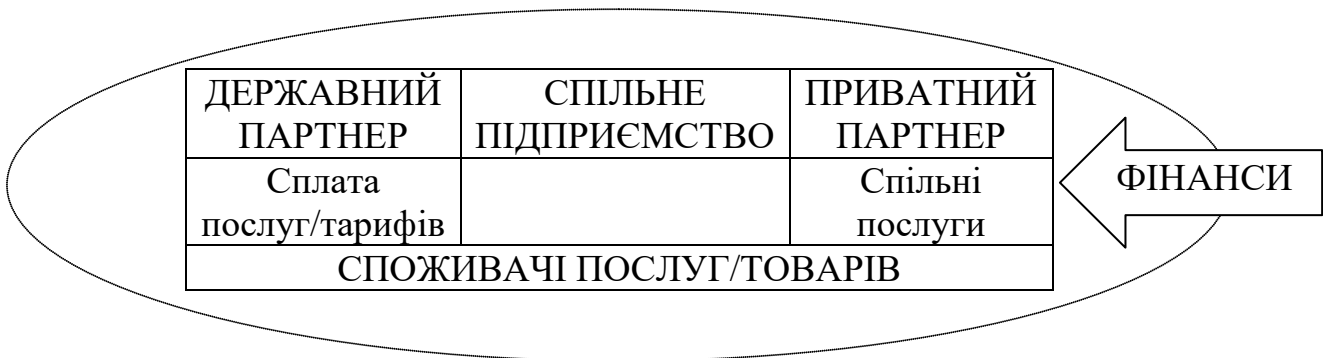 ДЕРЖАВНИЙ
ПАРТНЕР
СПІЛЬНЕ
ПІДПРИЄМСТВО
ПРИВАТНИЙ
ПАРТНЕР
Сплата
послуг/тарифів
Спільні
послуги
ФІНАНСИ
СПОЖИВАЧІ ПОСЛУГ/ТОВАРІВ